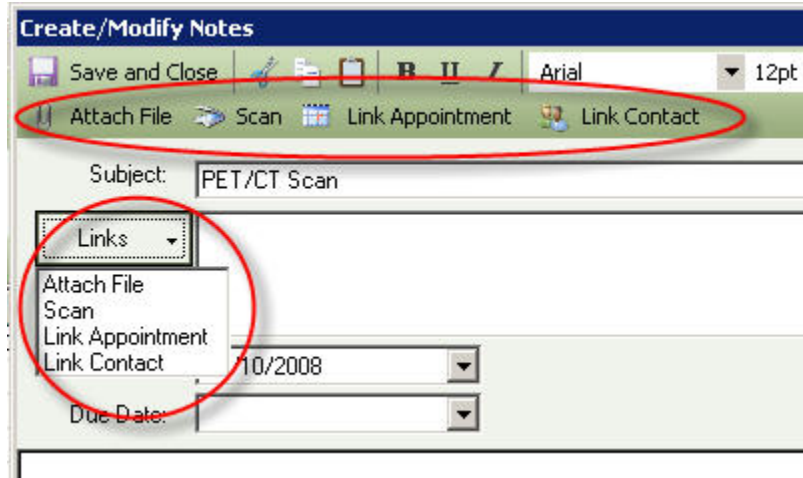 Create/Modify Notes
Save and Close B U I Arial 12pt
Attach File Scan Link Appointment Link Contact
Subject: PET/CT Scan
Links
Attach File
Scan
Link Appointment
Link Contact
10/2008
Due Date: